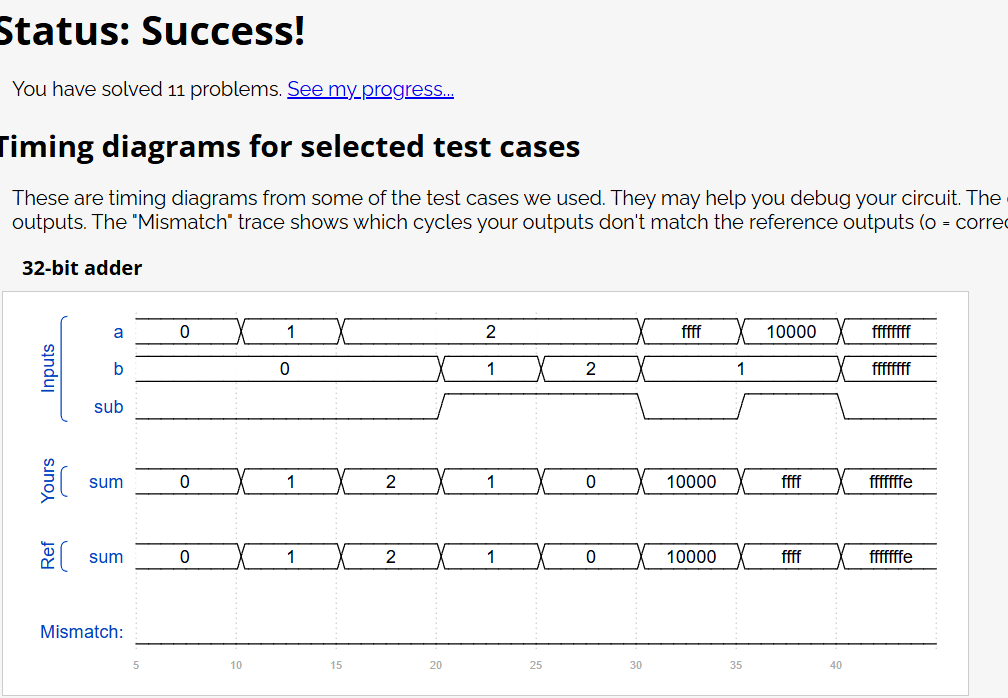 Status: Success!
You have solved 11 problems. See my progress...
Timing diagrams for selected test cases
These are timing diagrams from some of the test cases we used. They may help you debug your circuit. The
outputs. The "Mismatch" trace shows which cycles your outputs don't match the reference outputs (0 = correc
32-bit adder
Inputs
a 0 1 2 ffff 10000 ffffffff
b 0 1 2 1 ffffffff
sub
Yours
sum 0 1 2 1 0 10000 ffff fffffffe
Ref
sum 0 1 2 1 0 10000 ffff fffffffe
Mismatch:
5 10 15 20 25 30 35 40